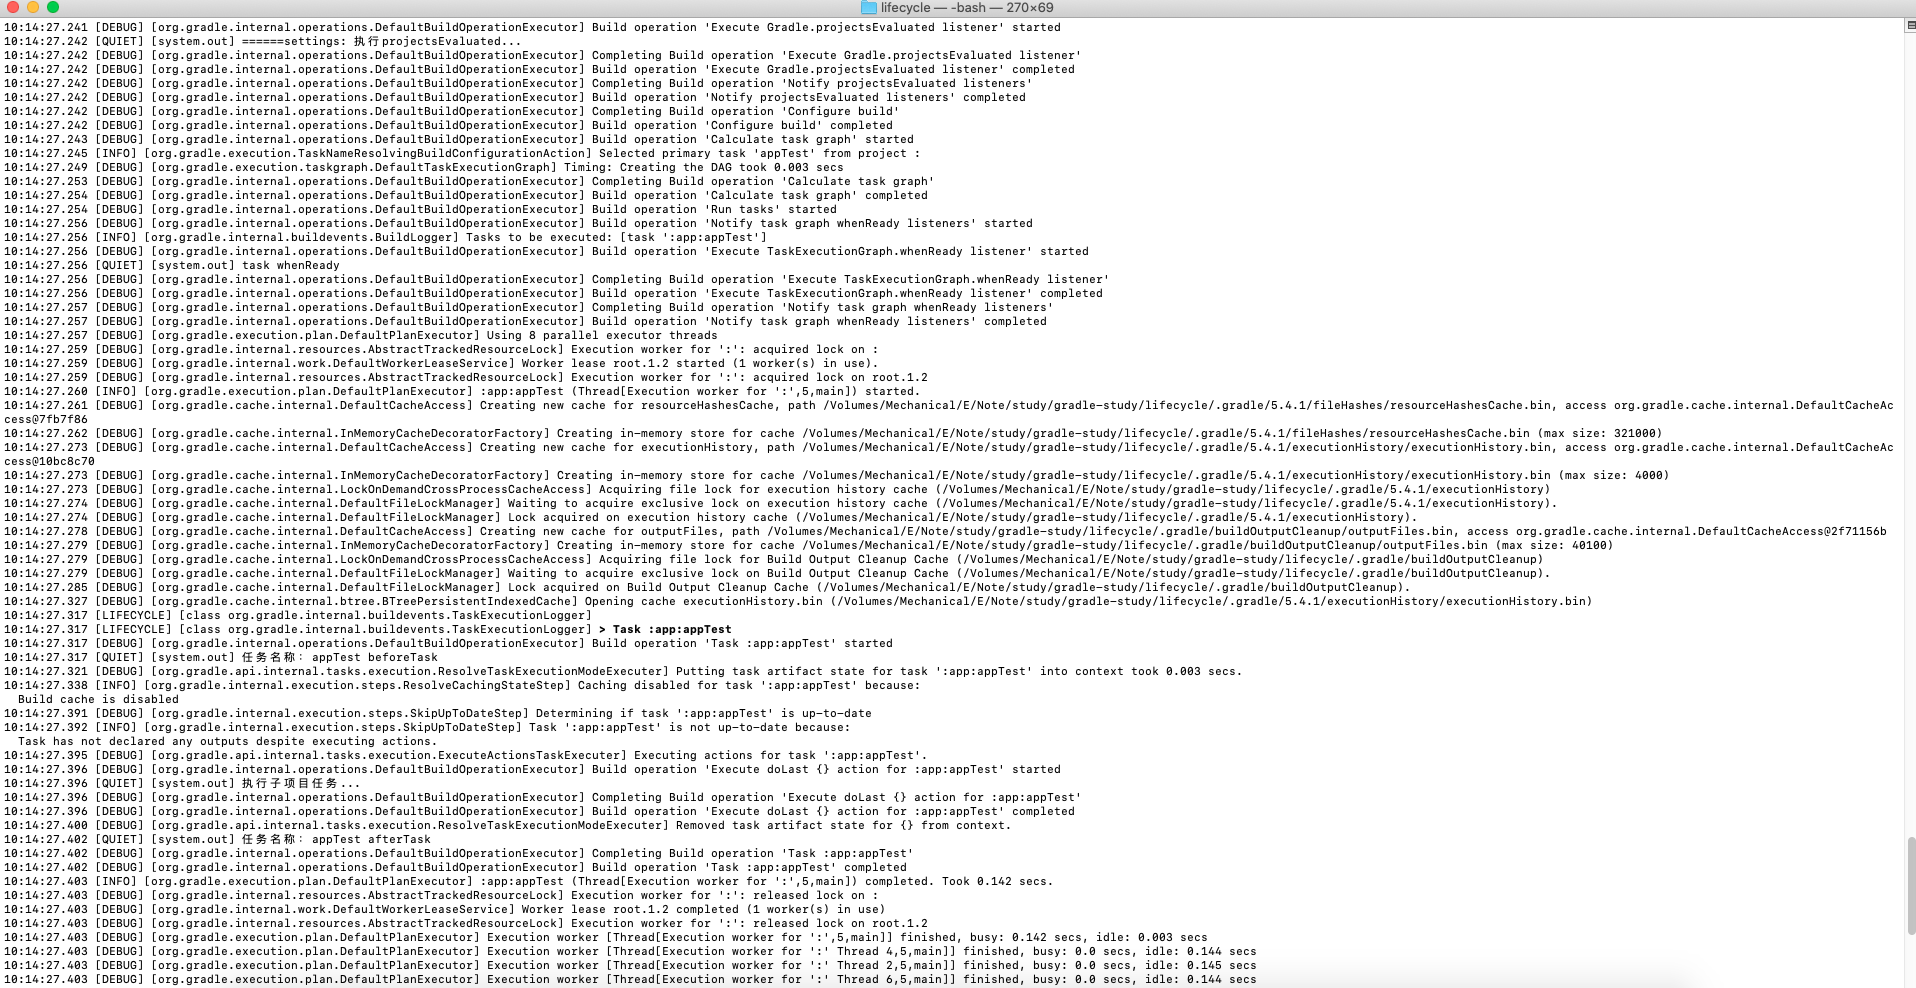 lifecycle — -bash — 270×69
10:14:27.241 [DEBUG] [org.gradle.internal.operations.DefaultBuildOperationExecutor] Build operation 'Execute Gradle.projectsEvaluated listener' started
10:14:27.242 [QUIET] [system.out] ======settings: 执行projectsEvaluated...
10:14:27.242 [DEBUG] [org.gradle.internal.operations.DefaultBuildOperationExecutor] Completing Build operation 'Execute Gradle.projectsEvaluated listener'
10:14:27.242 [DEBUG] [org.gradle.internal.operations.DefaultBuildOperationExecutor] Build operation 'Execute Gradle.projectsEvaluated listener' completed
10:14:27.242 [DEBUG] [org.gradle.internal.operations.DefaultBuildOperationExecutor] Completing Build operation 'Notify projectsEvaluated listeners'
10:14:27.242 [DEBUG] [org.gradle.internal.operations.DefaultBuildOperationExecutor] Build operation 'Notify projectsEvaluated listeners' completed
10:14:27.242 [DEBUG] [org.gradle.internal.operations.DefaultBuildOperationExecutor] Completing Build operation 'Configure build'
10:14:27.242 [DEBUG] [org.gradle.internal.operations.DefaultBuildOperationExecutor] Build operation 'Configure build' completed
10:14:27.243 [DEBUG] [org.gradle.internal.operations.DefaultBuildOperationExecutor] Build operation 'Calculate task graph' started
10:14:27.245 [INFO] [org.gradle.execution.TaskNameResolvingBuildConfigurationAction] Selected primary task 'appTest' from project :
10:14:27.249 [DEBUG] [org.gradle.execution.taskgraph.DefaultTaskExecutionGraph] Timing: Creating the DAG took 0.003 secs
10:14:27.253 [DEBUG] [org.gradle.internal.operations.DefaultBuildOperationExecutor] Completing Build operation 'Calculate task graph'
10:14:27.254 [DEBUG] [org.gradle.internal.operations.DefaultBuildOperationExecutor] Build operation 'Calculate task graph' completed
10:14:27.254 [DEBUG] [org.gradle.internal.operations.DefaultBuildOperationExecutor] Build operation 'Run tasks' started
10:14:27.256 [DEBUG] [org.gradle.internal.operations.DefaultBuildOperationExecutor] Build operation 'Notify task graph whenReady listeners' started
10:14:27.256 [INFO] [org.gradle.internal.buildevents.BuildLogger] Tasks to be executed: [task ':app:appTest']
10:14:27.256 [DEBUG] [org.gradle.internal.operations.DefaultBuildOperationExecutor] Build operation 'Execute TaskExecutionGraph.whenReady listener' started
10:14:27.256 [QUIET] [system.out] task whenReady
10:14:27.256 [DEBUG] [org.gradle.internal.operations.DefaultBuildOperationExecutor] Completing Build operation 'Execute TaskExecutionGraph.whenReady listener'
10:14:27.256 [DEBUG] [org.gradle.internal.operations.DefaultBuildOperationExecutor] Build operation 'Execute TaskExecutionGraph.whenReady listener' completed
10:14:27.257 [DEBUG] [org.gradle.internal.operations.DefaultBuildOperationExecutor] Completing Build operation 'Notify task graph whenReady listeners'
10:14:27.257 [DEBUG] [org.gradle.internal.operations.DefaultBuildOperationExecutor] Build operation 'Notify task graph whenReady listeners' completed
10:14:27.257 [DEBUG] [org.gradle.execution.plan.DefaultPlanExecutor] Using 8 parallel executor threads
10:14:27.259 [DEBUG] [org.gradle.internal.resources.AbstractTrackedResourceLock] Execution worker for ':': acquired lock on :
10:14:27.259 [DEBUG] [org.gradle.internal.work.DefaultWorkerLeaseService] Worker lease root.1.2 started (1 worker(s) in use).
10:14:27.259 [DEBUG] [org.gradle.internal.resources.AbstractTrackedResourceLock] Execution worker for ':': acquired lock on root.1.2
10:14:27.260 [INFO] [org.gradle.execution.plan.DefaultPlanExecutor] :app:appTest (Thread[Execution worker for ':',5,main]) started.
10:14:27.261 [DEBUG] [org.gradle.cache.internal.DefaultCacheAccess] Creating new cache for resourceHashesCache, path /Volumes/Mechanical/E/Note/study/gradle-study/lifecycle/.gradle/5.4.1/fileHashes/resourceHashesCache.bin, access org.gradle.cache.internal.DefaultCacheAc
cess@7fb7f86
10:14:27.262 [DEBUG] [org.gradle.cache.internal.InMemoryCacheDecoratorFactory] Creating in-memory store for cache /Volumes/Mechanical/E/Note/study/gradle-study/lifecycle/.gradle/5.4.1/fileHashes/resourceHashesCache.bin (max size: 321000)
10:14:27.273 [DEBUG] [org.gradle.cache.internal.DefaultCacheAccess] Creating new cache for executionHistory, path /Volumes/Mechanical/E/Note/study/gradle-study/lifecycle/.gradle/5.4.1/executionHistory/executionHistory.bin, access org.gradle.cache.internal.DefaultCacheAc
cess@10bc8c70
10:14:27.273 [DEBUG] [org.gradle.cache.internal.InMemoryCacheDecoratorFactory] Creating in-memory store for cache /Volumes/Mechanical/E/Note/study/gradle-study/lifecycle/.gradle/5.4.1/executionHistory/executionHistory.bin (max size: 4000)
10:14:27.273 [DEBUG] [org.gradle.cache.internal.LockOnDemandCrossProcessCacheAccess] Acquiring file lock for execution history cache (/Volumes/Mechanical/E/Note/study/gradle-study/lifecycle/.gradle/5.4.1/executionHistory)
10:14:27.274 [DEBUG] [org.gradle.cache.internal.DefaultFileLockManager] Waiting to acquire exclusive lock on execution history cache (/Volumes/Mechanical/E/Note/study/gradle-study/lifecycle/.gradle/5.4.1/executionHistory).
10:14:27.274 [DEBUG] [org.gradle.cache.internal.DefaultFileLockManager] Lock acquired on execution history cache (/Volumes/Mechanical/E/Note/study/gradle-study/lifecycle/.gradle/5.4.1/executionHistory).
10:14:27.278 [DEBUG] [org.gradle.cache.internal.DefaultCacheAccess] Creating new cache for outputFiles, path /Volumes/Mechanical/E/Note/study/gradle-study/lifecycle/.gradle/buildOutputCleanup/outputFiles.bin, access org.gradle.cache.internal.DefaultCacheAccess@2f71156b
10:14:27.279 [DEBUG] [org.gradle.cache.internal.InMemoryCacheDecoratorFactory] Creating in-memory store for cache /Volumes/Mechanical/E/Note/study/gradle-study/lifecycle/.gradle/buildOutputCleanup/outputFiles.bin (max size: 40100)
10:14:27.279 [DEBUG] [org.gradle.cache.internal.LockOnDemandCrossProcessCacheAccess] Acquiring file lock for Build Output Cleanup Cache (/Volumes/Mechanical/E/Note/study/gradle-study/lifecycle/.gradle/buildOutputCleanup)
10:14:27.279 [DEBUG] [org.gradle.cache.internal.DefaultFileLockManager] Waiting to acquire exclusive lock on Build Output Cleanup Cache (/Volumes/Mechanical/E/Note/study/gradle-study/lifecycle/.gradle/buildOutputCleanup).
10:14:27.285 [DEBUG] [org.gradle.cache.internal.DefaultFileLockManager] Lock acquired on Build Output Cleanup Cache (/Volumes/Mechanical/E/Note/study/gradle-study/lifecycle/.gradle/buildOutputCleanup).
10:14:27.327 [DEBUG] [org.gradle.cache.internal.btree.BTreePersistentIndexedCache] Opening cache executionHistory.bin (/Volumes/Mechanical/E/Note/study/gradle-study/lifecycle/.gradle/5.4.1/executionHistory/executionHistory.bin)
10:14:27.317 [LIFECYCLE] [class org.gradle.internal.buildevents.TaskExecutionLogger]
10:14:27.317 [LIFECYCLE] [class org.gradle.internal.buildevents.TaskExecutionLogger] > Task :app:appTest
10:14:27.317 [DEBUG] [org.gradle.internal.operations.DefaultBuildOperationExecutor] Build operation 'Task :app:appTest' started
10:14:27.317 [QUIET] [system.out] 任务名称：appTest beforeTask
10:14:27.321 [DEBUG] [org.gradle.api.internal.tasks.execution.ResolveTaskExecutionModeExecuter] Putting task artifact state for task ':app:appTest' into context took 0.003 secs.
10:14:27.338 [INFO] [org.gradle.internal.execution.steps.ResolveCachingStateStep] Caching disabled for task ':app:appTest' because:
Build cache is disabled
10:14:27.391 [DEBUG] [org.gradle.internal.execution.steps.SkipUpToDateStep] Determining if task ':app:appTest' is up-to-date
10:14:27.392 [INFO] [org.gradle.internal.execution.steps.SkipUpToDateStep] Task ':app:appTest' is not up-to-date because:
Task has not declared any outputs despite executing actions.
10:14:27.395 [DEBUG] [org.gradle.api.internal.tasks.execution.ExecuteActionsTaskExecuter] Executing actions for task ':app:appTest'.
10:14:27.396 [DEBUG] [org.gradle.internal.operations.DefaultBuildOperationExecutor] Build operation 'Execute doLast {} action for :app:appTest' started
10:14:27.396 [QUIET] [system.out] 执行子项目任务...
10:14:27.396 [DEBUG] [org.gradle.internal.operations.DefaultBuildOperationExecutor] Completing Build operation 'Execute doLast {} action for :app:appTest'
10:14:27.396 [DEBUG] [org.gradle.internal.operations.DefaultBuildOperationExecutor] Build operation 'Execute doLast {} action for :app:appTest' completed
10:14:27.400 [DEBUG] [org.gradle.api.internal.tasks.execution.ResolveTaskExecutionModeExecuter] Removed task artifact state for {} from context.
10:14:27.402 [QUIET] [system.out] 任务名称：appTest afterTask
10:14:27.402 [DEBUG] [org.gradle.internal.operations.DefaultBuildOperationExecutor] Completing Build operation 'Task :app:appTest'
10:14:27.402 [DEBUG] [org.gradle.internal.operations.DefaultBuildOperationExecutor] Build operation 'Task :app:appTest' completed
10:14:27.403 [INFO] [org.gradle.execution.plan.DefaultPlanExecutor] :app:appTest (Thread[Execution worker for ':',5,main]) completed. Took 0.142 secs.
10:14:27.403 [DEBUG] [org.gradle.internal.resources.AbstractTrackedResourceLock] Execution worker for ':': released lock on :
10:14:27.403 [DEBUG] [org.gradle.internal.work.DefaultWorkerLeaseService] Worker lease root.1.2 completed (1 worker(s) in use)
10:14:27.403 [DEBUG] [org.gradle.internal.resources.AbstractTrackedResourceLock] Execution worker for ':': released lock on root.1.2
10:14:27.403 [DEBUG] [org.gradle.execution.plan.DefaultPlanExecutor] Execution worker [Thread[Execution worker for ':',5,main]] finished, busy: 0.142 secs, idle: 0.003 secs
10:14:27.403 [DEBUG] [org.gradle.execution.plan.DefaultPlanExecutor] Execution worker [Thread[Execution worker for ':' Thread 4,5,main]] finished, busy: 0.0 secs, idle: 0.144 secs
10:14:27.403 [DEBUG] [org.gradle.execution.plan.DefaultPlanExecutor] Execution worker [Thread[Execution worker for ':' Thread 2,5,main]] finished, busy: 0.0 secs, idle: 0.145 secs
10:14:27.403 [DEBUG] [org.gradle.execution.plan.DefaultPlanExecutor] Execution worker [Thread[Execution worker for ':' Thread 6,5,main]] finished, busy: 0.0 secs, idle: 0.144 secs